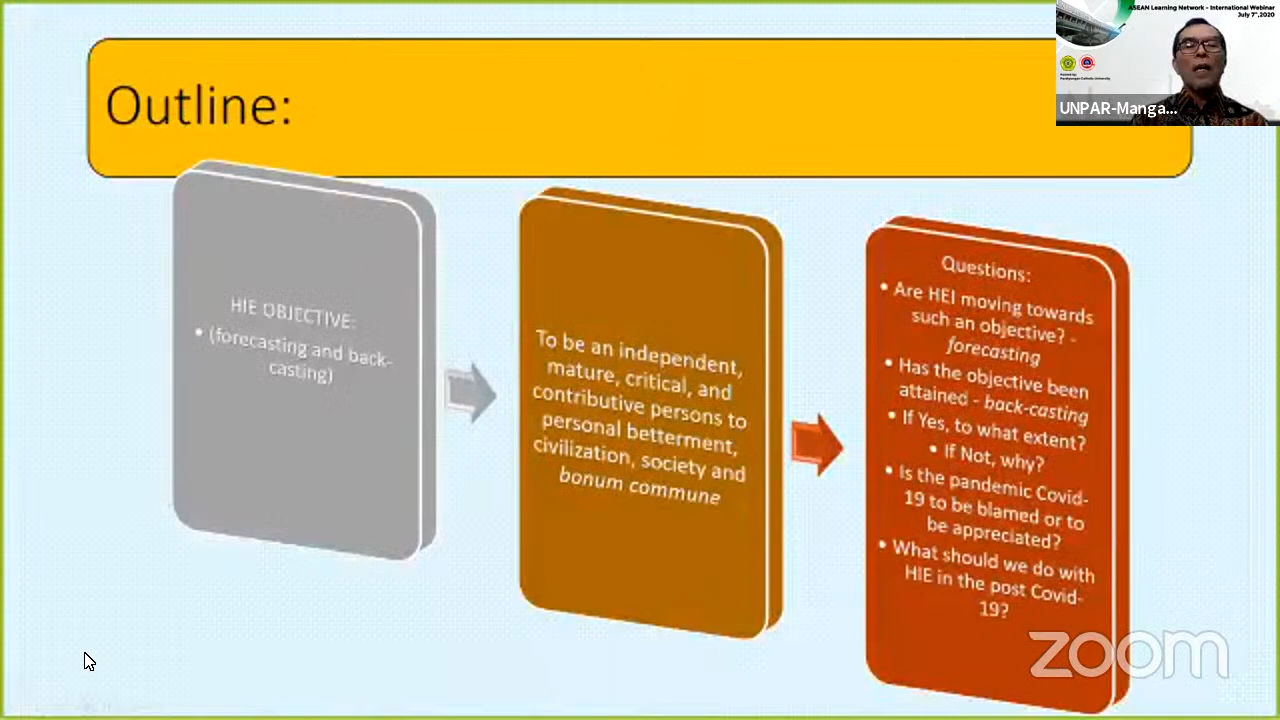 ASEAN Learning Network - International Webinar
July 7th,2020
UNPAR-Manga...
Outline:
HIE OBJECTIVE:
• (forecasting and back-
casting)
To be an independent,
mature, critical, and
contributive persons to
personal betterment,
civilization, society and
bonum commune
Questions:
• Are HEI moving towards
such an objective? -
forecasting
• Has the objective been
attained - back-casting
• If Yes, to what extent?
• If Not, why?
• Is the pandemic Covid-
19 to be blamed or to
be appreciated?
• What should we do with
HIE in the post Covid-
19?
zoom